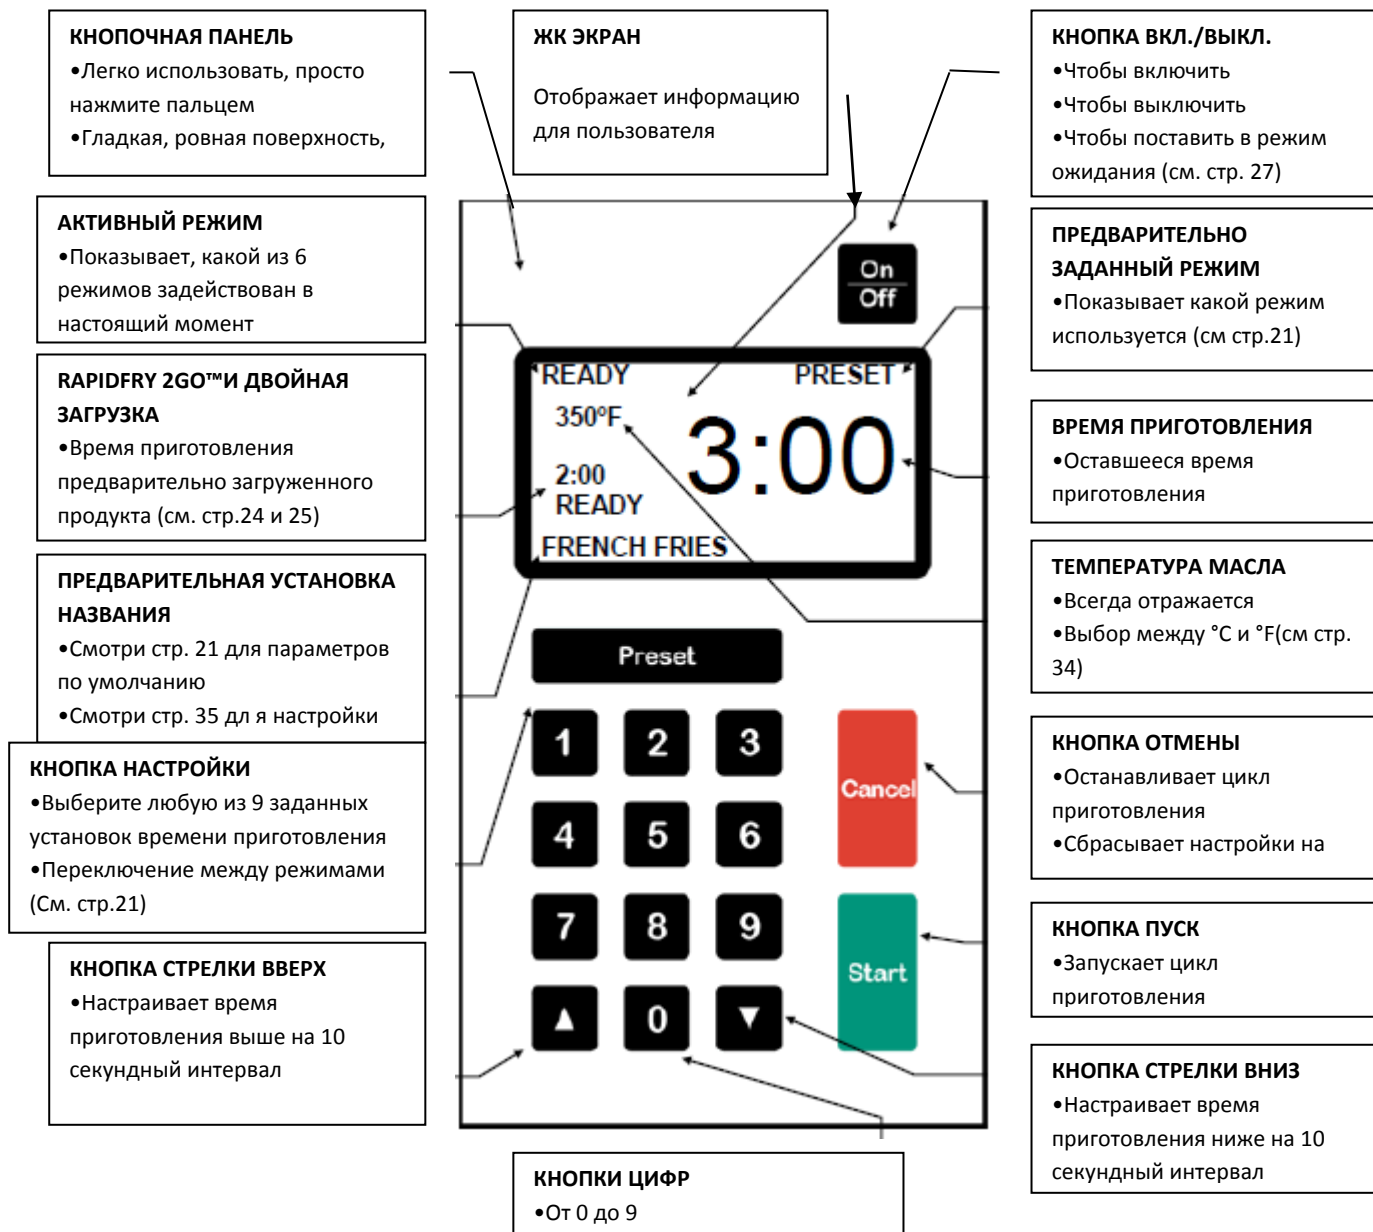 КНОПОЧНАЯ ПАНЕЛЬ
•Легко использовать, просто
нажмите пальцем
•Гладкая, ровная поверхность,
ЖК ЭКРАН
Отображает информацию
для пользователя
КНОПКА ВКЛ./ВЫКЛ.
•Чтобы включить
•Чтобы выключить
•Чтобы поставить в режим
ожидания (см. стр. 27)
АКТИВНЫЙ РЕЖИМ
•Показывает, какой из 6
режимов задействован в
настоящий момент
RAPIDFRY 2GO™И ДВОЙНАЯ
ЗАГРУЗКА
•Время приготовления
предварительно загруженного
продукта (см. стр.24 и 25)
ПРЕДВАРИТЕЛЬНАЯ УСТАНОВКА
НАЗВАНИЯ
•Смотри стр. 21 для параметров
по умолчанию
•Смотри стр. 35 дл я настройки
КНОПКА НАСТРОЙКИ
•Выберите любую из 9 заданных
установок времени приготовления
•Переключение между режимами
(См. стр.21)
КНОПКА СТРЕЛКИ ВВЕРХ
•Настраивает время
приготовления выше на 10
секундный интервал
On
Off
READY PRESET
350°F
3:00
2:00
READY
FRENCH FRIES
Preset
1 2 3
Cancel
4 5 6
7 8 9
Start
▲ 0 ▼
ПРЕДВАРИТЕЛЬНО
ЗАДАННЫЙ РЕЖИМ
•Показывает какой режим
используется (см стр.21)
ВРЕМЯ ПРИГОТОВЛЕНИЯ
•Оставшееся время
приготовления
ТЕМПЕРАТУРА МАСЛА
•Всегда отражается
•Выбор между °C и °F(см стр.
34)
КНОПКА ОТМЕНЫ
•Останавливает цикл
приготовления
•Сбрасывает настройки на
КНОПКА ПУСК
•Запускает цикл
приготовления
КНОПКА СТРЕЛКИ ВНИЗ
•Настраивает время
приготовления ниже на 10
секундный интервал
КНОПКИ ЦИФР
•От 0 до 9